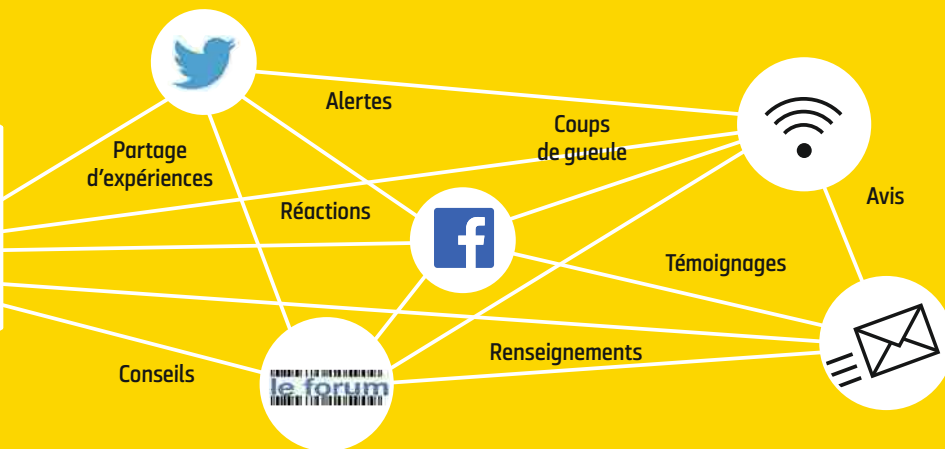 Alertes
Coups
de gueule
Partage
d'expériences
Avis
Réactions
f
Témoignages
Renseignements
Conseils
le forum